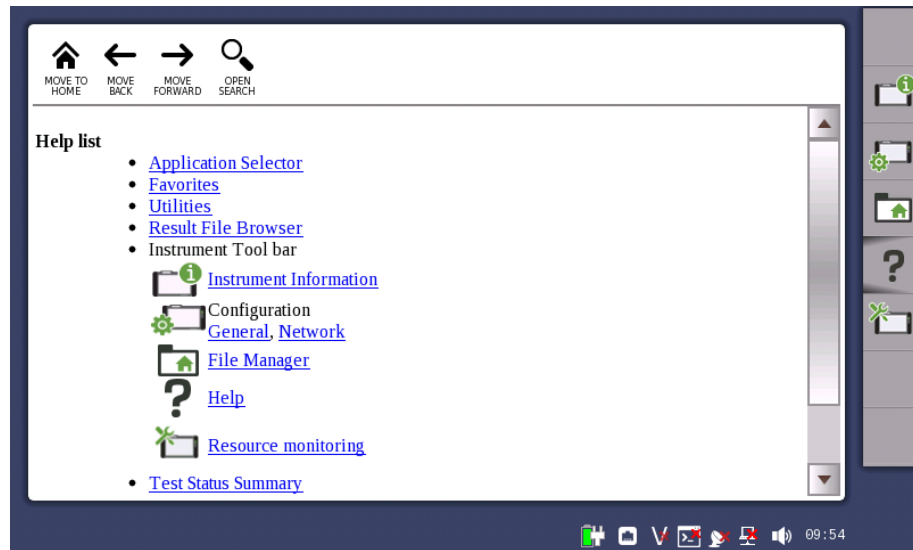 MOVE TO HOME
MOVE BACK
MOVE FORWARD
OPEN SEARCH
Help list
Application Selector
Favorites
Utilities
Result File Browser
Instrument Tool bar
Instrument Information
Configuration
General, Network
File Manager
Help
Resource monitoring
Test Status Summary
09:54